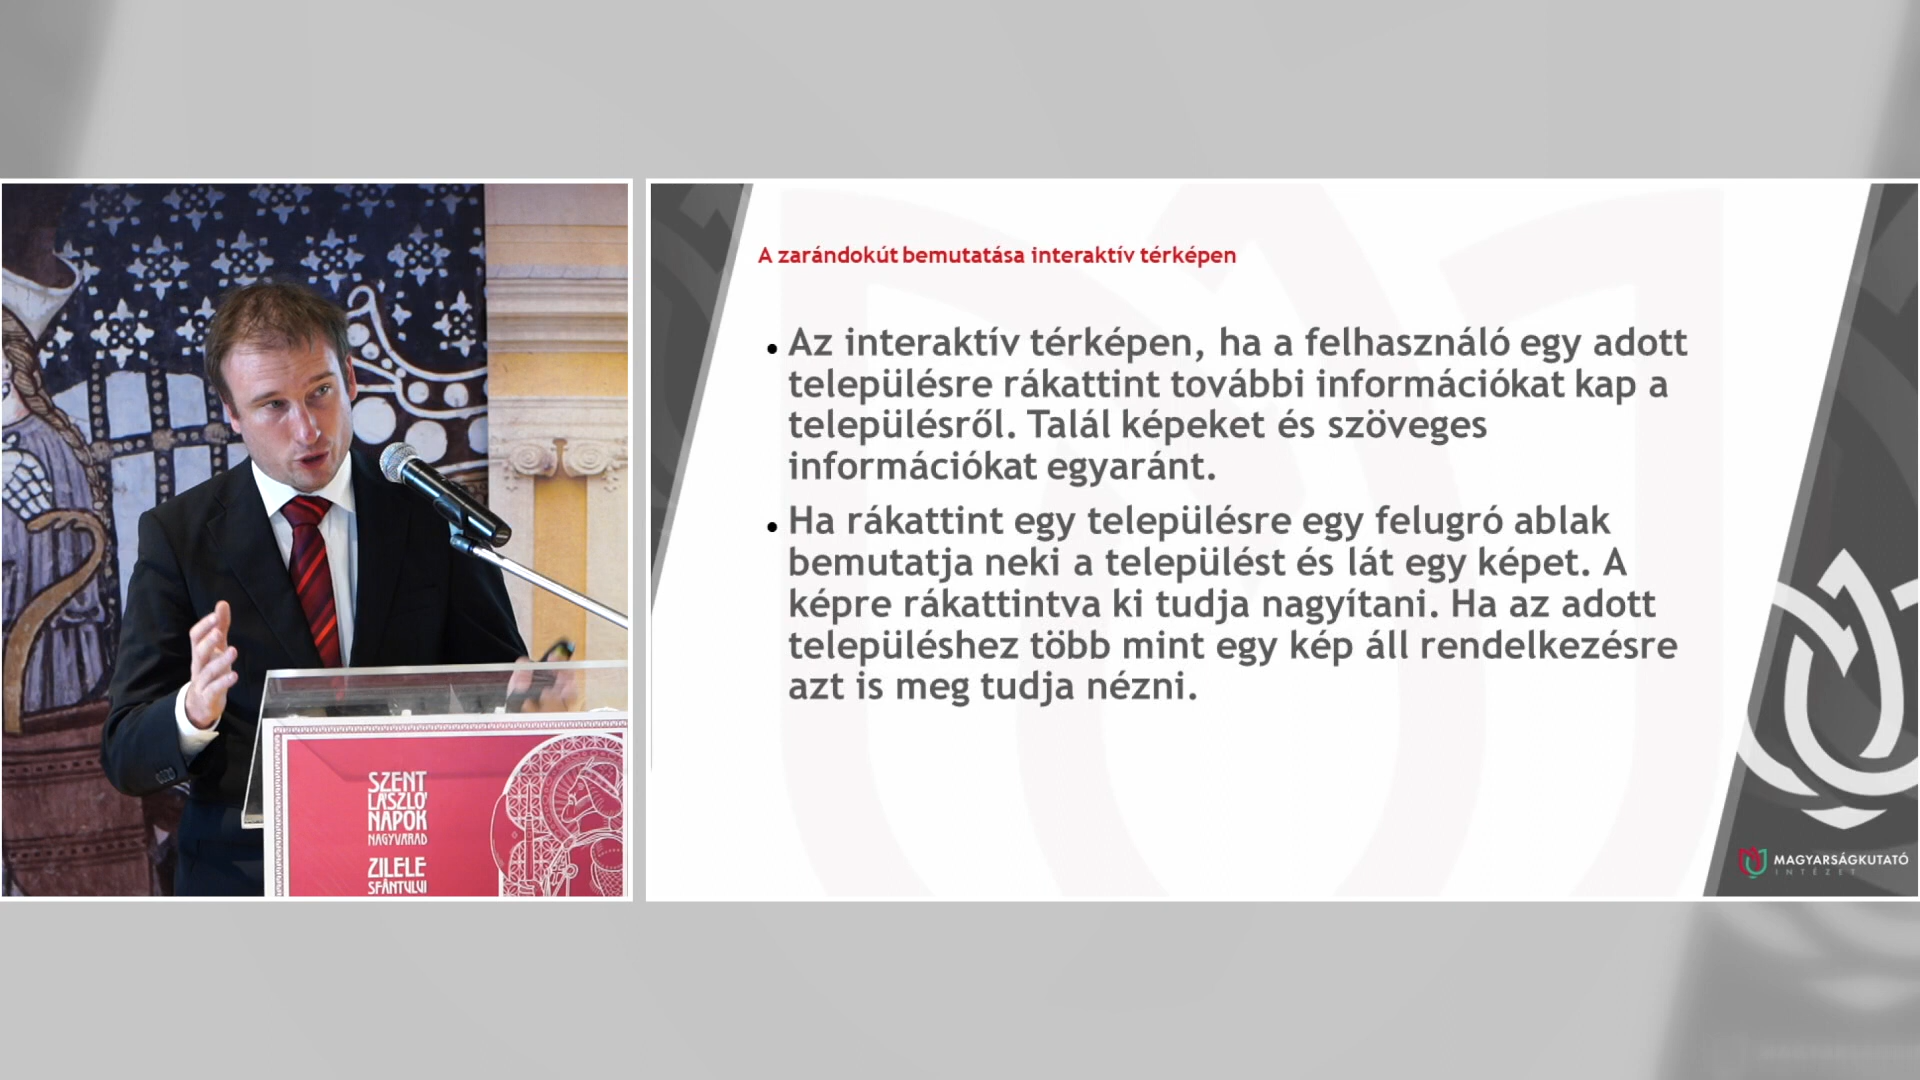 A zarándokút bemutatása interaktív térképen
• Az interaktív térképen, ha a felhasználó egy adott
településre rákattint további információkat kap a
településről. Talál képeket és szöveges
információkat egyaránt.
• Ha rákattint egy településre egy felugró ablak
bemutatja neki a települést és lát egy képet. A
képre rákattintva ki tudja nagyítani. Ha az adott
településhez több mint egy kép áll rendelkezésre
azt is meg tudja nézni.
MAGYARSÁGKUTATÓ
INTÉZET
SZENT
LÁSZLÓ
NAPOK
NAGYVÁRAD
ZILELE
SFÂNTULUI